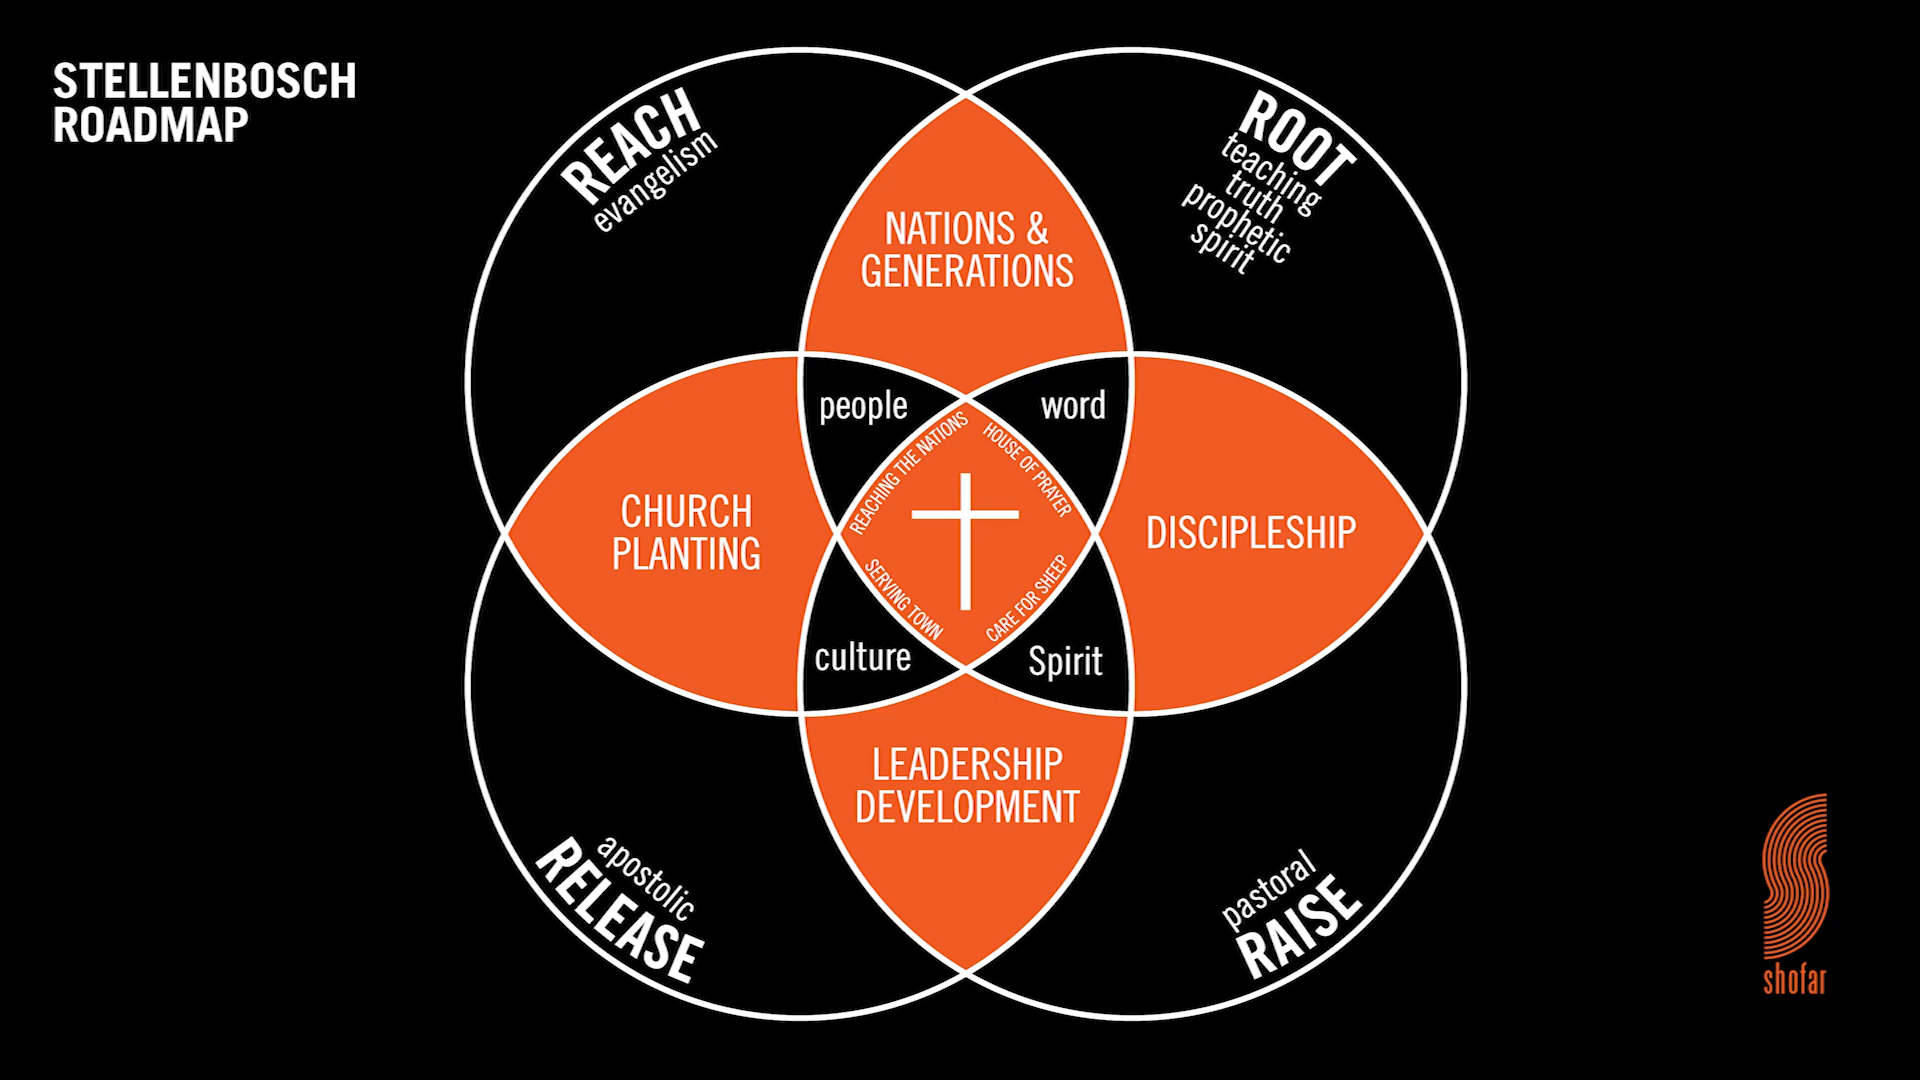 STELLENBOSCH
ROADMAP
REACH
evangelism
ROOT
teaching
truth
prophetic
spirit
NATIONS &
GENERATIONS
people
word
REACHING THE NATIONS
HOUSE OF PRAYER
CHURCH
PLANTING
DISCIPLESHIP
SERVING TOWN
CARE FOR SHEEP
culture
Spirit
LEADERSHIP
DEVELOPMENT
apostolic
RELEASE
pastoral
RAISE
shofar